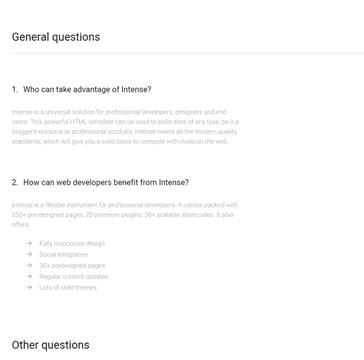 General questions
1. Who can take advantage of Intense?
Intense is a universal solution for professional developers, designers and end
users. This powerful HTML template can be used to build sites of any type, be it a
blogger's resource or professional portfolio. Intense meets all the modern quality
standards, which will give you a solid basis to compete with rivals on the web.
2. How can web developers benefit from Intense?
Intense is a flexible instrument for professional developers. It comes packed with
250+ pre-designed pages, 20 premium plugins, 50+ scalable shortcodes. It also
offers:
→ Fully responsive design
→ Social integration
→ 30+ predesigned pages
→ Regular content updates
→ Lots of child themes
Other questions